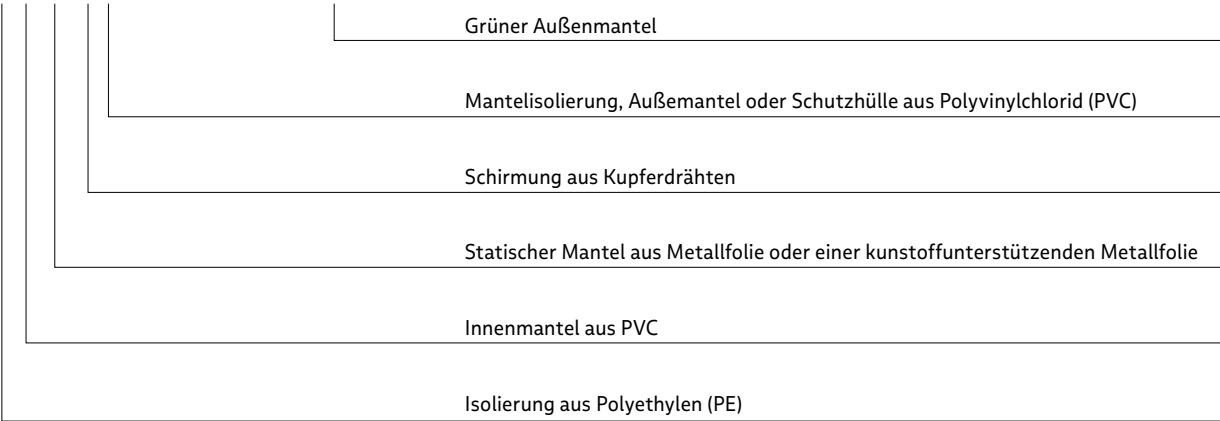 Grüner Außenmantel
Mantelisolierung, Außemantel oder Schutzhülle aus Polyvinylchlorid (PVC)
Schirmung aus Kupferdrähten
Statischer Mantel aus Metallfolie oder einer kunstoffunterstützenden Metallfolie
Innenmantel aus PVC
Isolierung aus Polyethylen (PE)